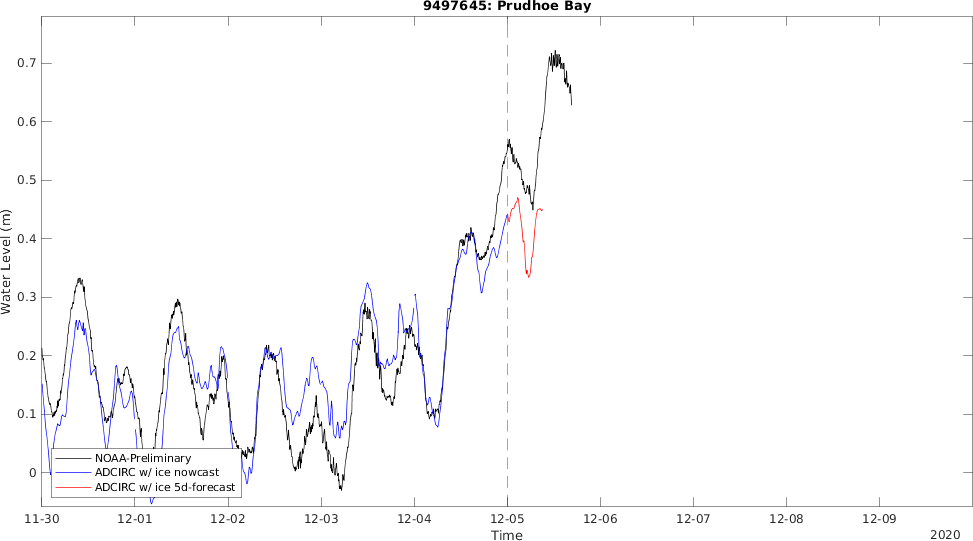 9497645: Prudhoe Bay
Water Level (m)
0.7
0.6
0.5
0.4
0.3
0.2
0.1
0
NOAA-Preliminary
ADCIRC w/ ice nowcast
ADCIRC w/ ice 5d-forecast
11-30 12-01 12-02 12-03 12-04 12-05 12-06 12-07 12-08 12-09
Time
2020